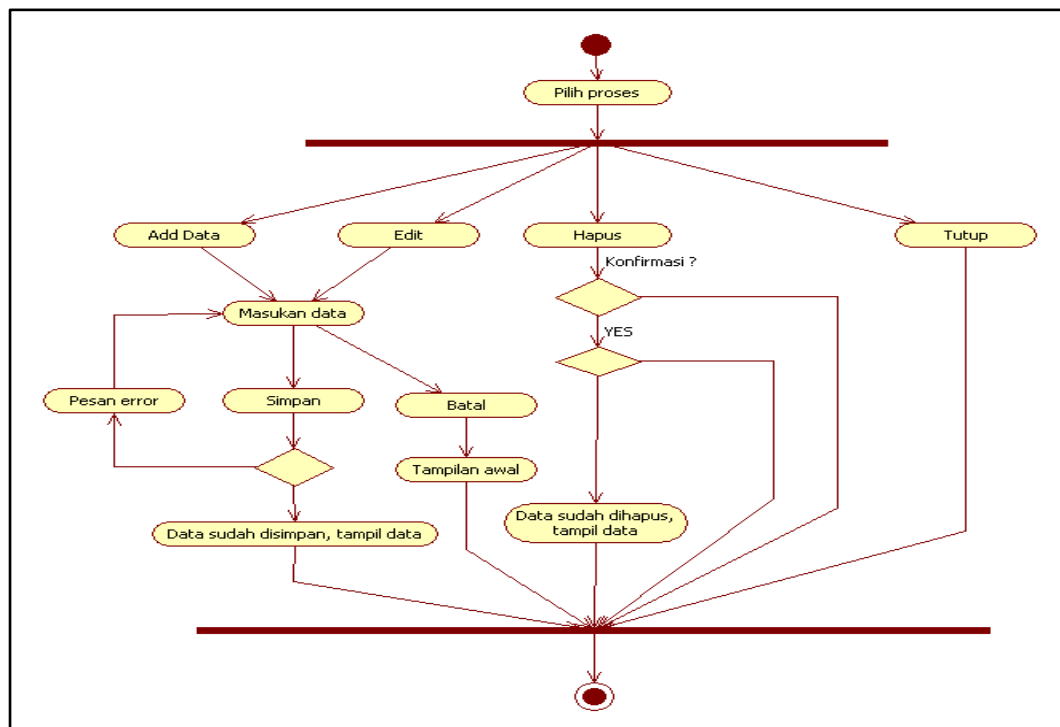 Pilih proses
Add Data
Edit
Hapus
Tutup
Konfirmasi ?
Masukan data
YES
Pesan error
Simpan
Batal
Tampilan awal
Data sudah disimpan, tampil data
Data sudah dihapus,
tampil data